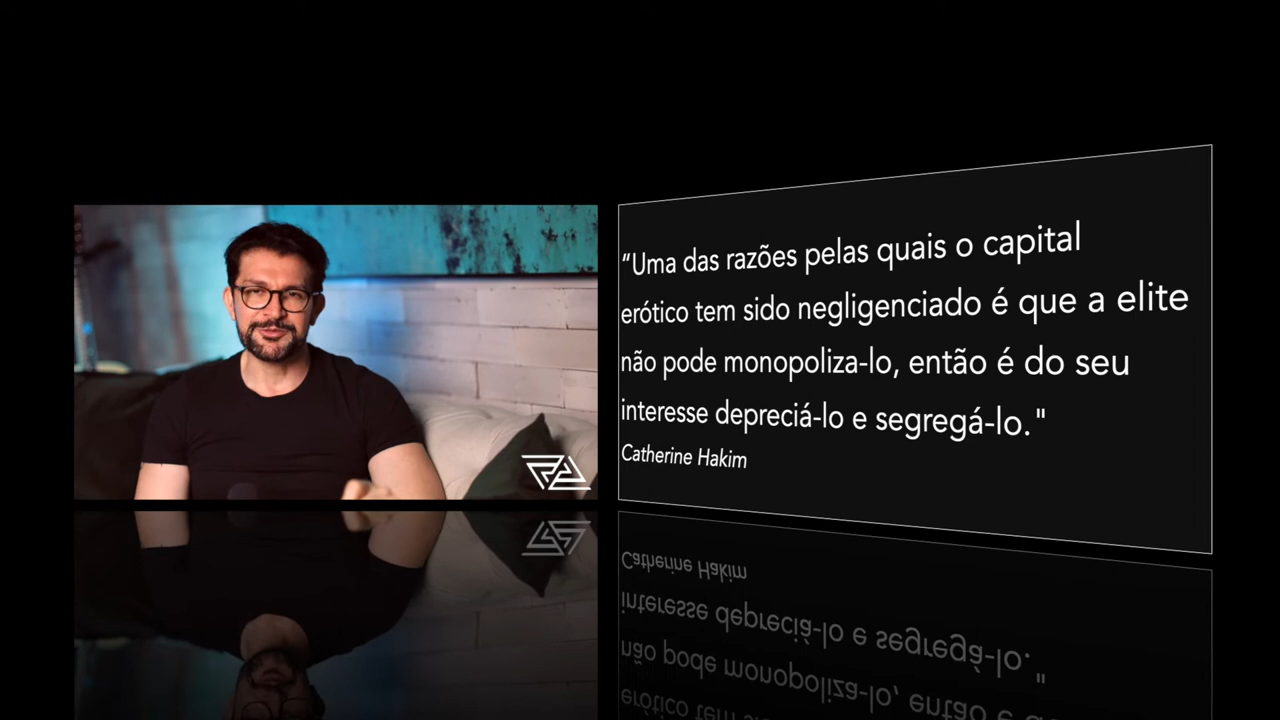 “Uma das razões pelas quais o capital
erótico tem sido negligenciado é que a elite
não pode monopoliza-lo, então é do seu
interesse depreciá-lo e segregá-lo."
Catherine Hakim